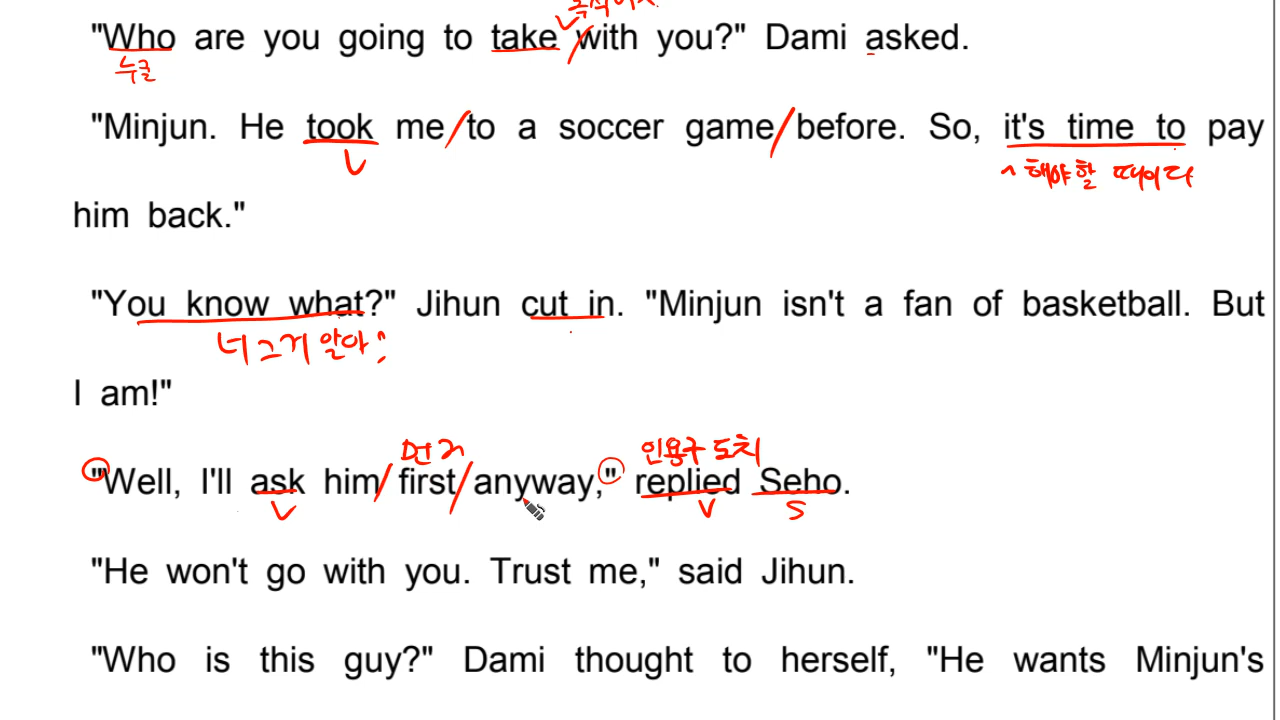 "Who are you going to take with you?" Dami asked.
누굴
"Minjun. He took me/to a soccer game/before. So, it's time to pay
V
~해야할 때이다
him back."
"You know what?" Jihun cut in. "Minjun isn't a fan of basketball. But
너 그거 알아?
I am!"
먼저
인용구 도치
"Well, I'll ask him/first/anyway," replied Seho.
V V S
"He won't go with you. Trust me," said Jihun.
"Who is this guy?" Dami thought to herself, "He wants Minjun's